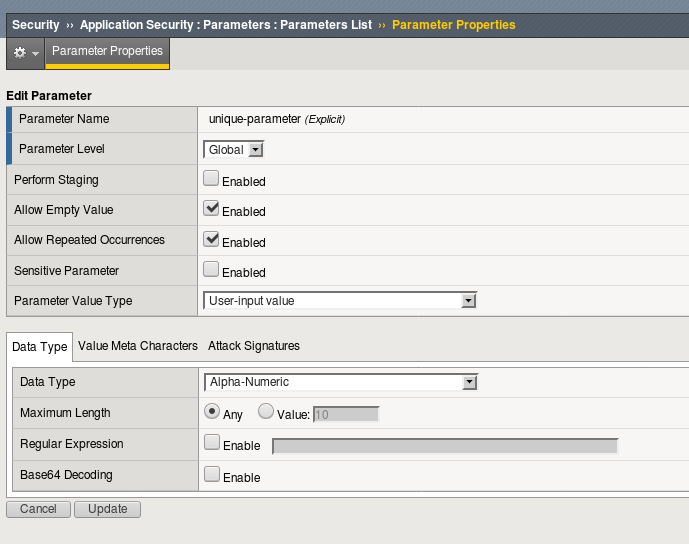 Security ›› Application Security : Parameters : Parameters List ›› Parameter Properties
Parameter Properties
Edit Parameter
Parameter Name unique-parameter (Explicit)
Parameter Level Global
Perform Staging Enabled
Allow Empty Value Enabled
Allow Repeated Occurrences Enabled
Sensitive Parameter Enabled
Parameter Value Type User-input value
Data Type Value Meta Characters Attack Signatures
Data Type Alpha-Numeric
Maximum Length Any Value: 10
Regular Expression Enable
Base64 Decoding Enable
Cancel Update